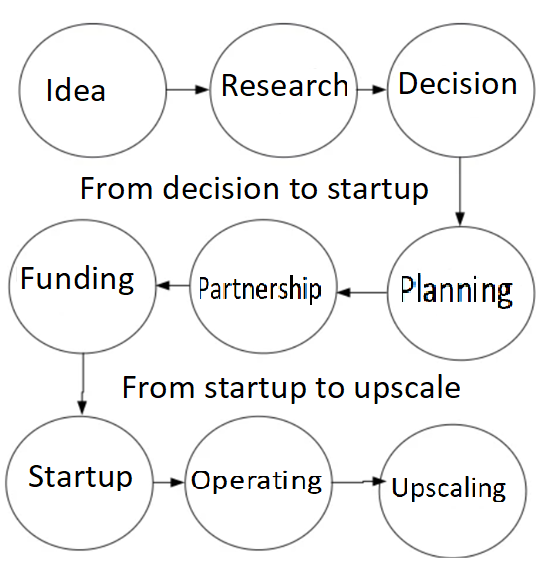 Idea
Research
Decision
From decision to startup
Funding
Partnership
Planning
From startup to upscale
Startup
Operating
Upscaling